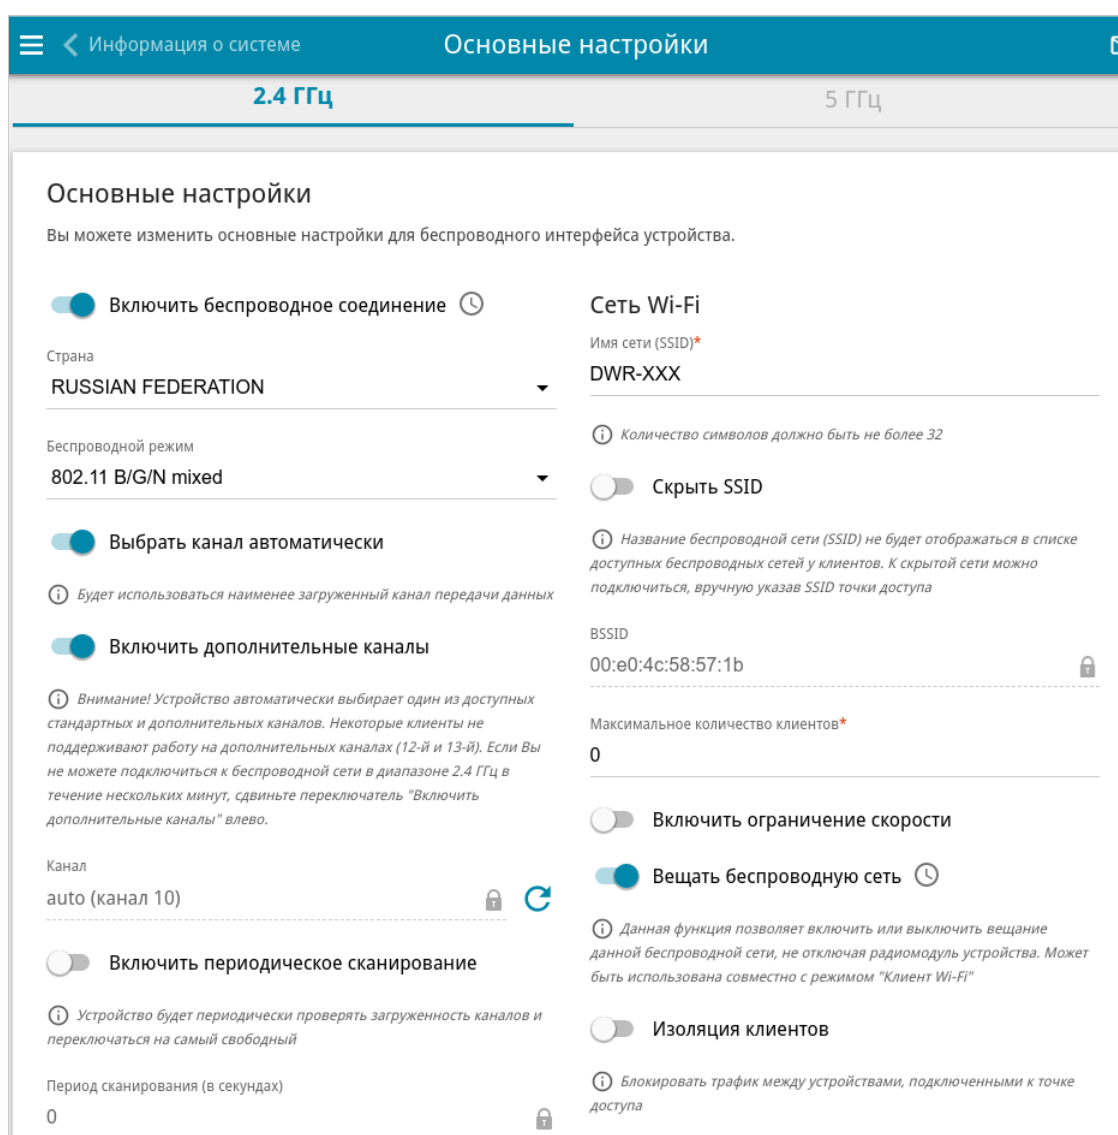 Информация о системе
Основные настройки
2.4 ГГц
5 ГГц
Основные настройки
Вы можете изменить основные настройки для беспроводного интерфейса устройства.
Включить беспроводное соединение
Страна
RUSSIAN FEDERATION
Беспроводной режим
802.11 B/G/N mixed
Выбрать канал автоматически
Будет использоваться наименее загруженный канал передачи данных
Включить дополнительные каналы
Внимание! Устройство автоматически выбирает один из доступных
стандартных и дополнительных каналов. Некоторые клиенты не
поддерживают работу на дополнительных каналах (12-й и 13-й). Если Вы
не можете подключиться к беспроводной сети в диапазоне 2.4 ГГц в
течение нескольких минут, сдвиньте переключатель "Включить
дополнительные каналы" влево.
Канал
auto (канал 10)
Включить периодическое сканирование
Устройство будет периодически проверять загруженность каналов и
переключаться на самый свободный
Период сканирования (в секундах)
0
Сеть Wi-Fi
Имя сети (SSID)*
DWR-XXX
Количество символов должно быть не более 32
Скрыть SSID
Название беспроводной сети (SSID) не будет отображаться в списке
доступных беспроводных сетей у клиентов. К скрытой сети можно
подключиться, вручную указав SSID точки доступа
BSSID
00:e0:4c:58:57:1b
Максимальное количество клиентов*
0
Включить ограничение скорости
Вещать беспроводную сеть
Данная функция позволяет включить или выключить вещание
данной беспроводной сети, не отключая радиомодуль устройства. Может
быть использована совместно с режимом "Клиент Wi-Fi"
Изоляция клиентов
Блокировать трафик между устройствами, подключенными к точке
доступа